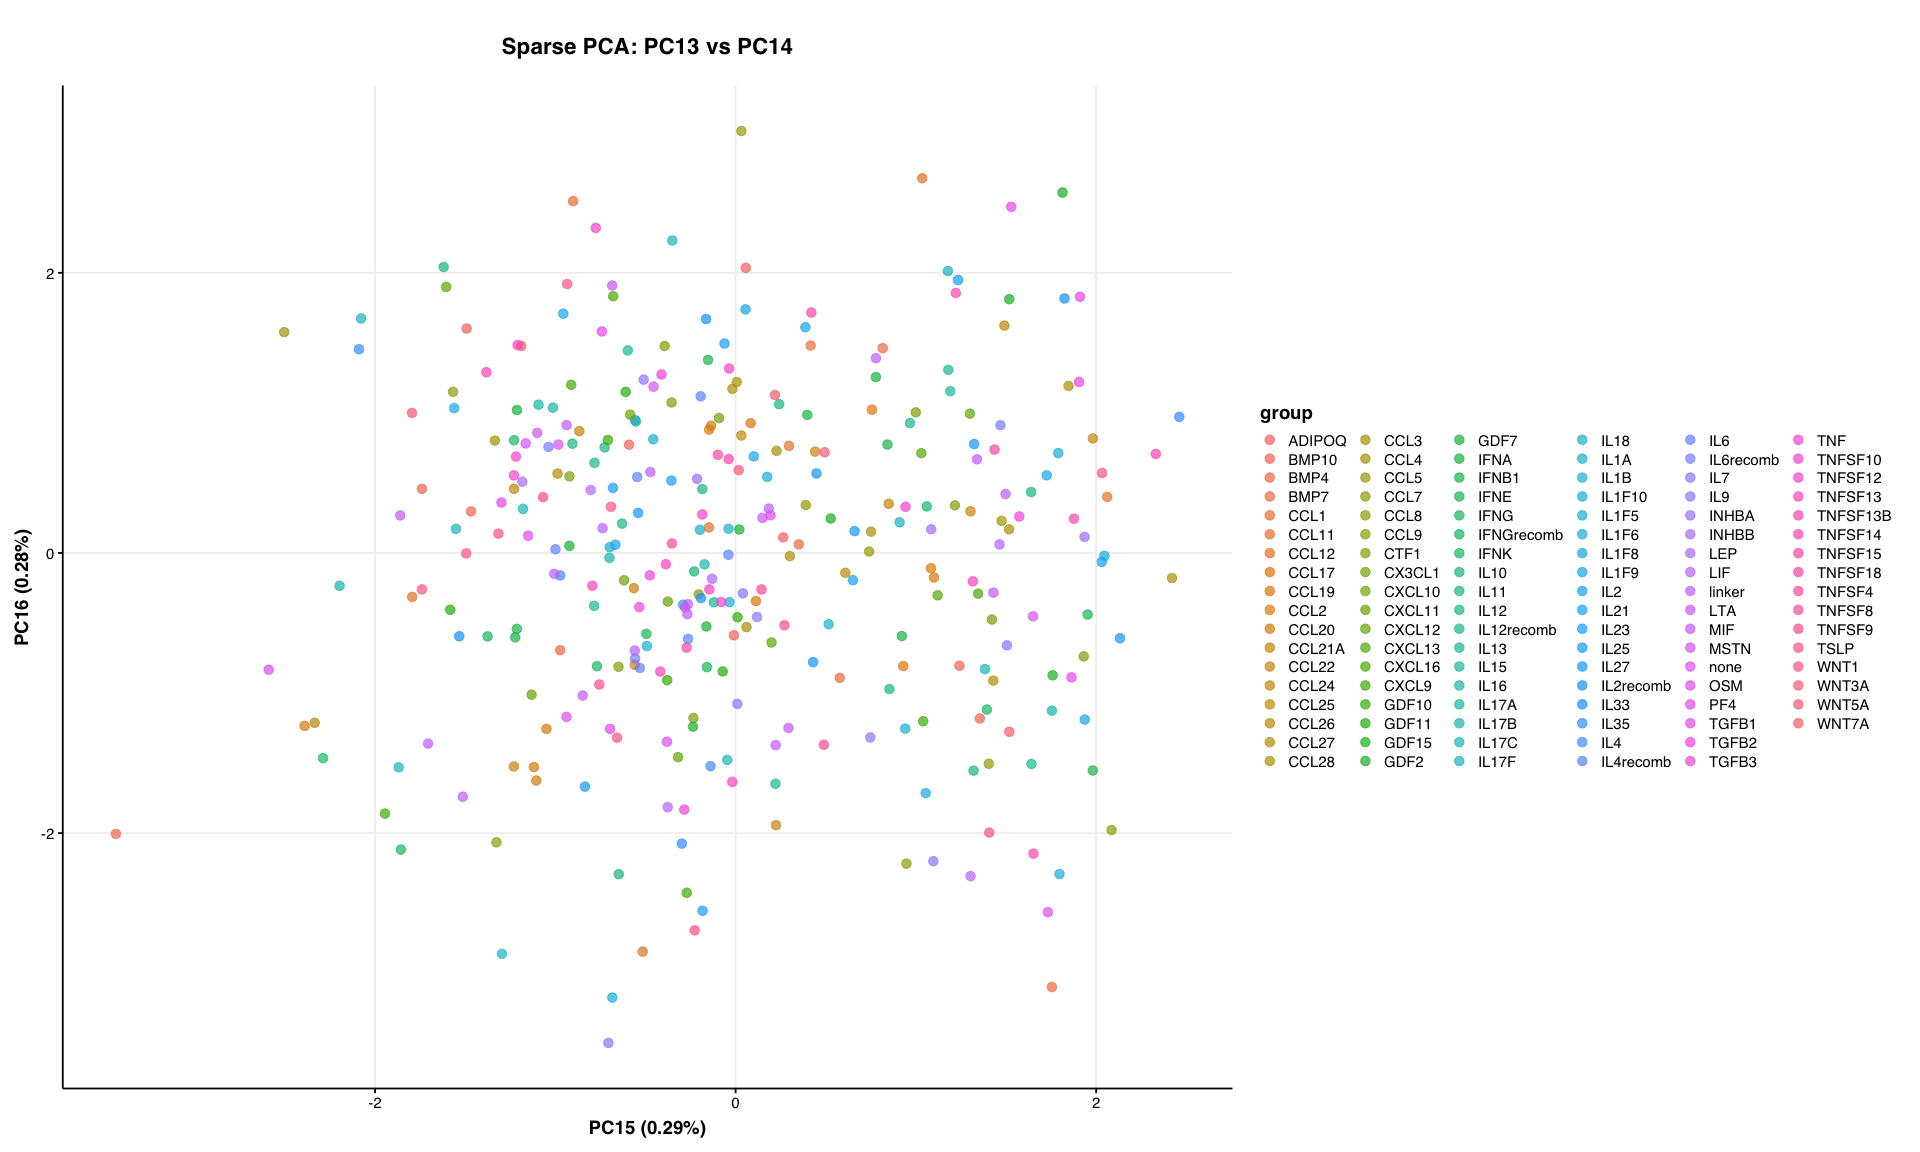 Sparse PCA: PC13 vs PC14
PC16 (0.28%)
2
0
-2
-2
0
2
PC15 (0.29%)
group
ADIPOQ
BMP10
BMP4
BMP7
CCL1
CCL11
CCL12
CCL17
CCL19
CCL2
CCL20
CCL21A
CCL22
CCL24
CCL25
CCL26
CCL27
CCL28
CCL3
CCL4
CCL5
CCL7
CCL8
CCL9
CTF1
CX3CL1
CXCL10
CXCL11
CXCL12
CXCL13
CXCL16
CXCL9
GDF10
GDF11
GDF15
GDF2
GDF7
IFNA
IFNB1
IFNE
IFNG
IFNGrecomb
IFNK
IL10
IL11
IL12
IL12recomb
IL13
IL15
IL16
IL17A
IL17B
IL17C
IL17F
IL18
IL1A
IL1B
IL1F10
IL1F5
IL1F6
IL1F8
IL1F9
IL2
IL21
IL23
IL25
IL27
IL2recomb
IL33
IL35
IL4
IL4recomb
IL6
IL6recomb
IL7
IL9
INHBA
INHBB
LEP
LIF
linker
LTA
MIF
MSTN
none
OSM
PF4
TGFB1
TGFB2
TGFB3
TNF
TNFSF10
TNFSF12
TNFSF13
TNFSF13B
TNFSF14
TNFSF15
TNFSF18
TNFSF4
TNFSF8
TNFSF9
TSLP
WNT1
WNT3A
WNT5A
WNT7A